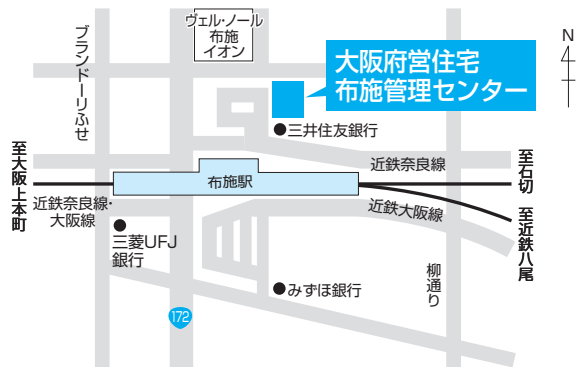 ヴェル・ノール
布施
イオン
ブランドーリふせ
大阪府営住宅
布施管理センター
N
三井住友銀行
至大阪上本町
布施駅
近鉄奈良線
至石切
近鉄奈良線・
大阪線
近鉄大阪線
至近鉄八尾
三菱UFJ
銀行
柳通り
みずほ銀行
172